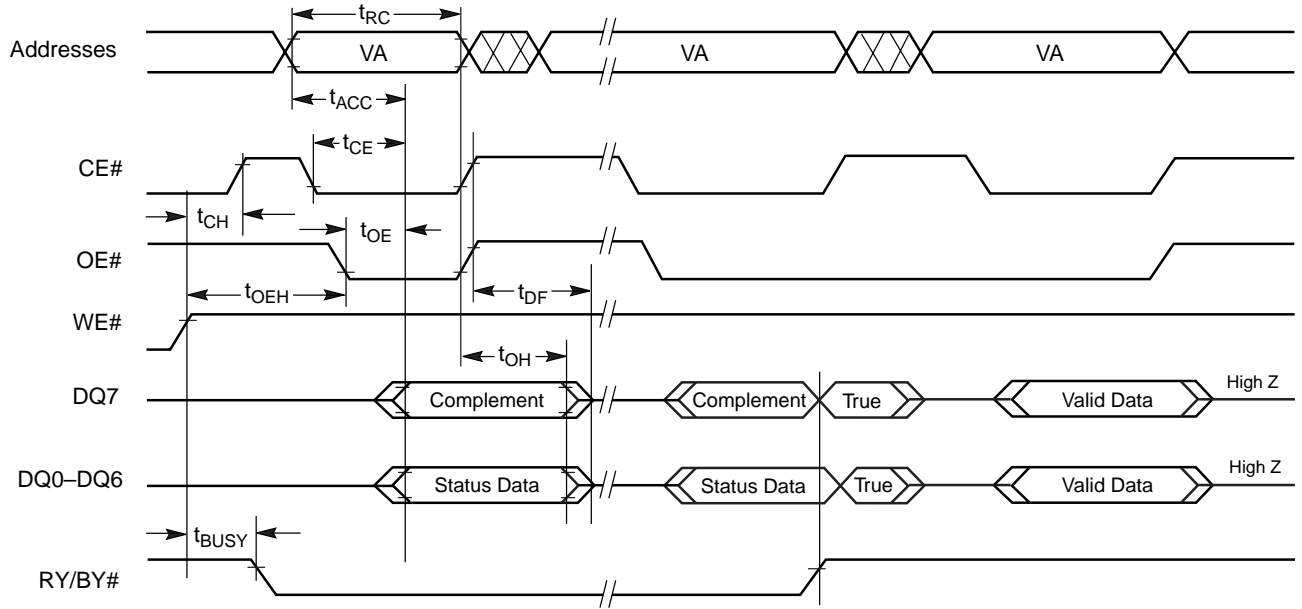 tRC
Addresses VA VA VA
tACC
tCE
CE#
tCH tOE
OE#
tOEH tDF
WE#
tOH
DQ7 Complement Complement True Valid Data High Z
DQ0–DQ6 Status Data Status Data True Valid Data High Z
tBUSY
RY/BY#